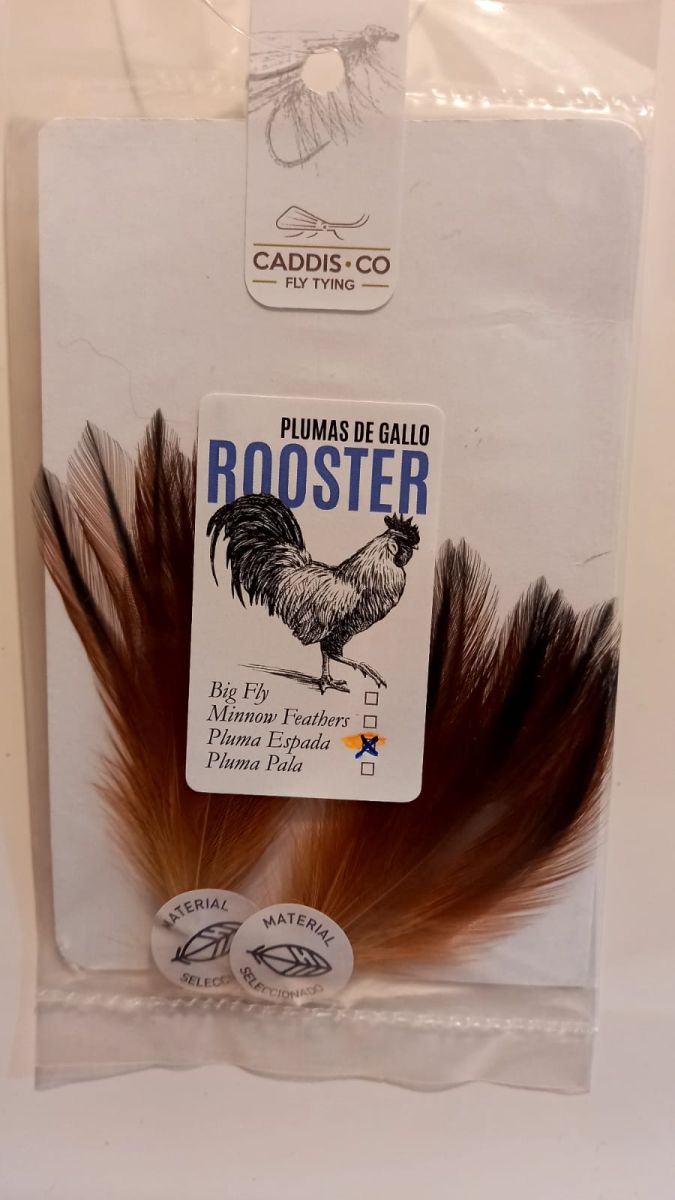 CADDIS·CO
FLY TYING
PLUMAS DE GALLO
ROOSTER
Big Fly
Minnow Feathers
Pluma Espada
Pluma Pala
MATERIAL
SELECC
MATERIAL
SELECCIONADO